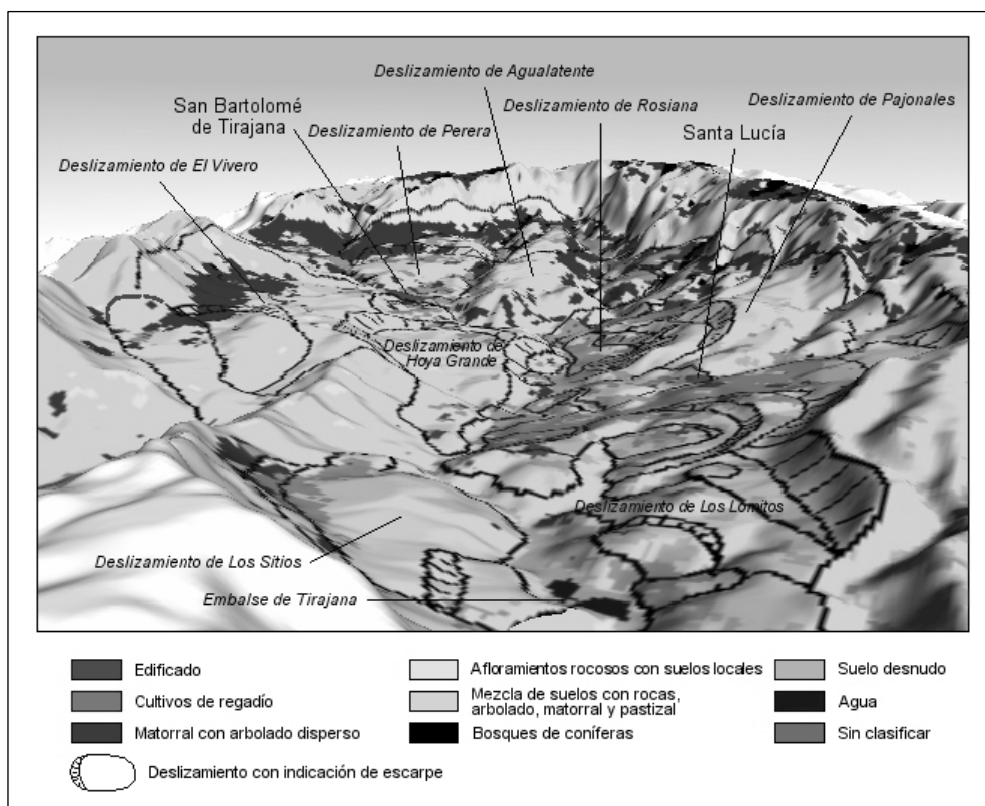 Deslizamiento de Agualatente
San Bartolomé
de Tirajana
Deslizamiento de Rosiana
Deslizamiento de Pajonales
Deslizamiento de Perera
Santa Lucía
Deslizamiento de El Vivero
Deslizamiento de
Hoya Grande
Deslizamiento de Los Lomitos
Deslizamiento de Los Sitios
Embalse de Tirajana
Edificado
Cultivos de regadío
Matorral con arbolado disperso
Afloramientos rocosos con suelos locales
Mezcla de suelos con rocas,
arbolado, matorral y pastizal
Bosques de coníferas
Suelo desnudo
Agua
Sin clasificar
Deslizamiento con indicación de escarpe